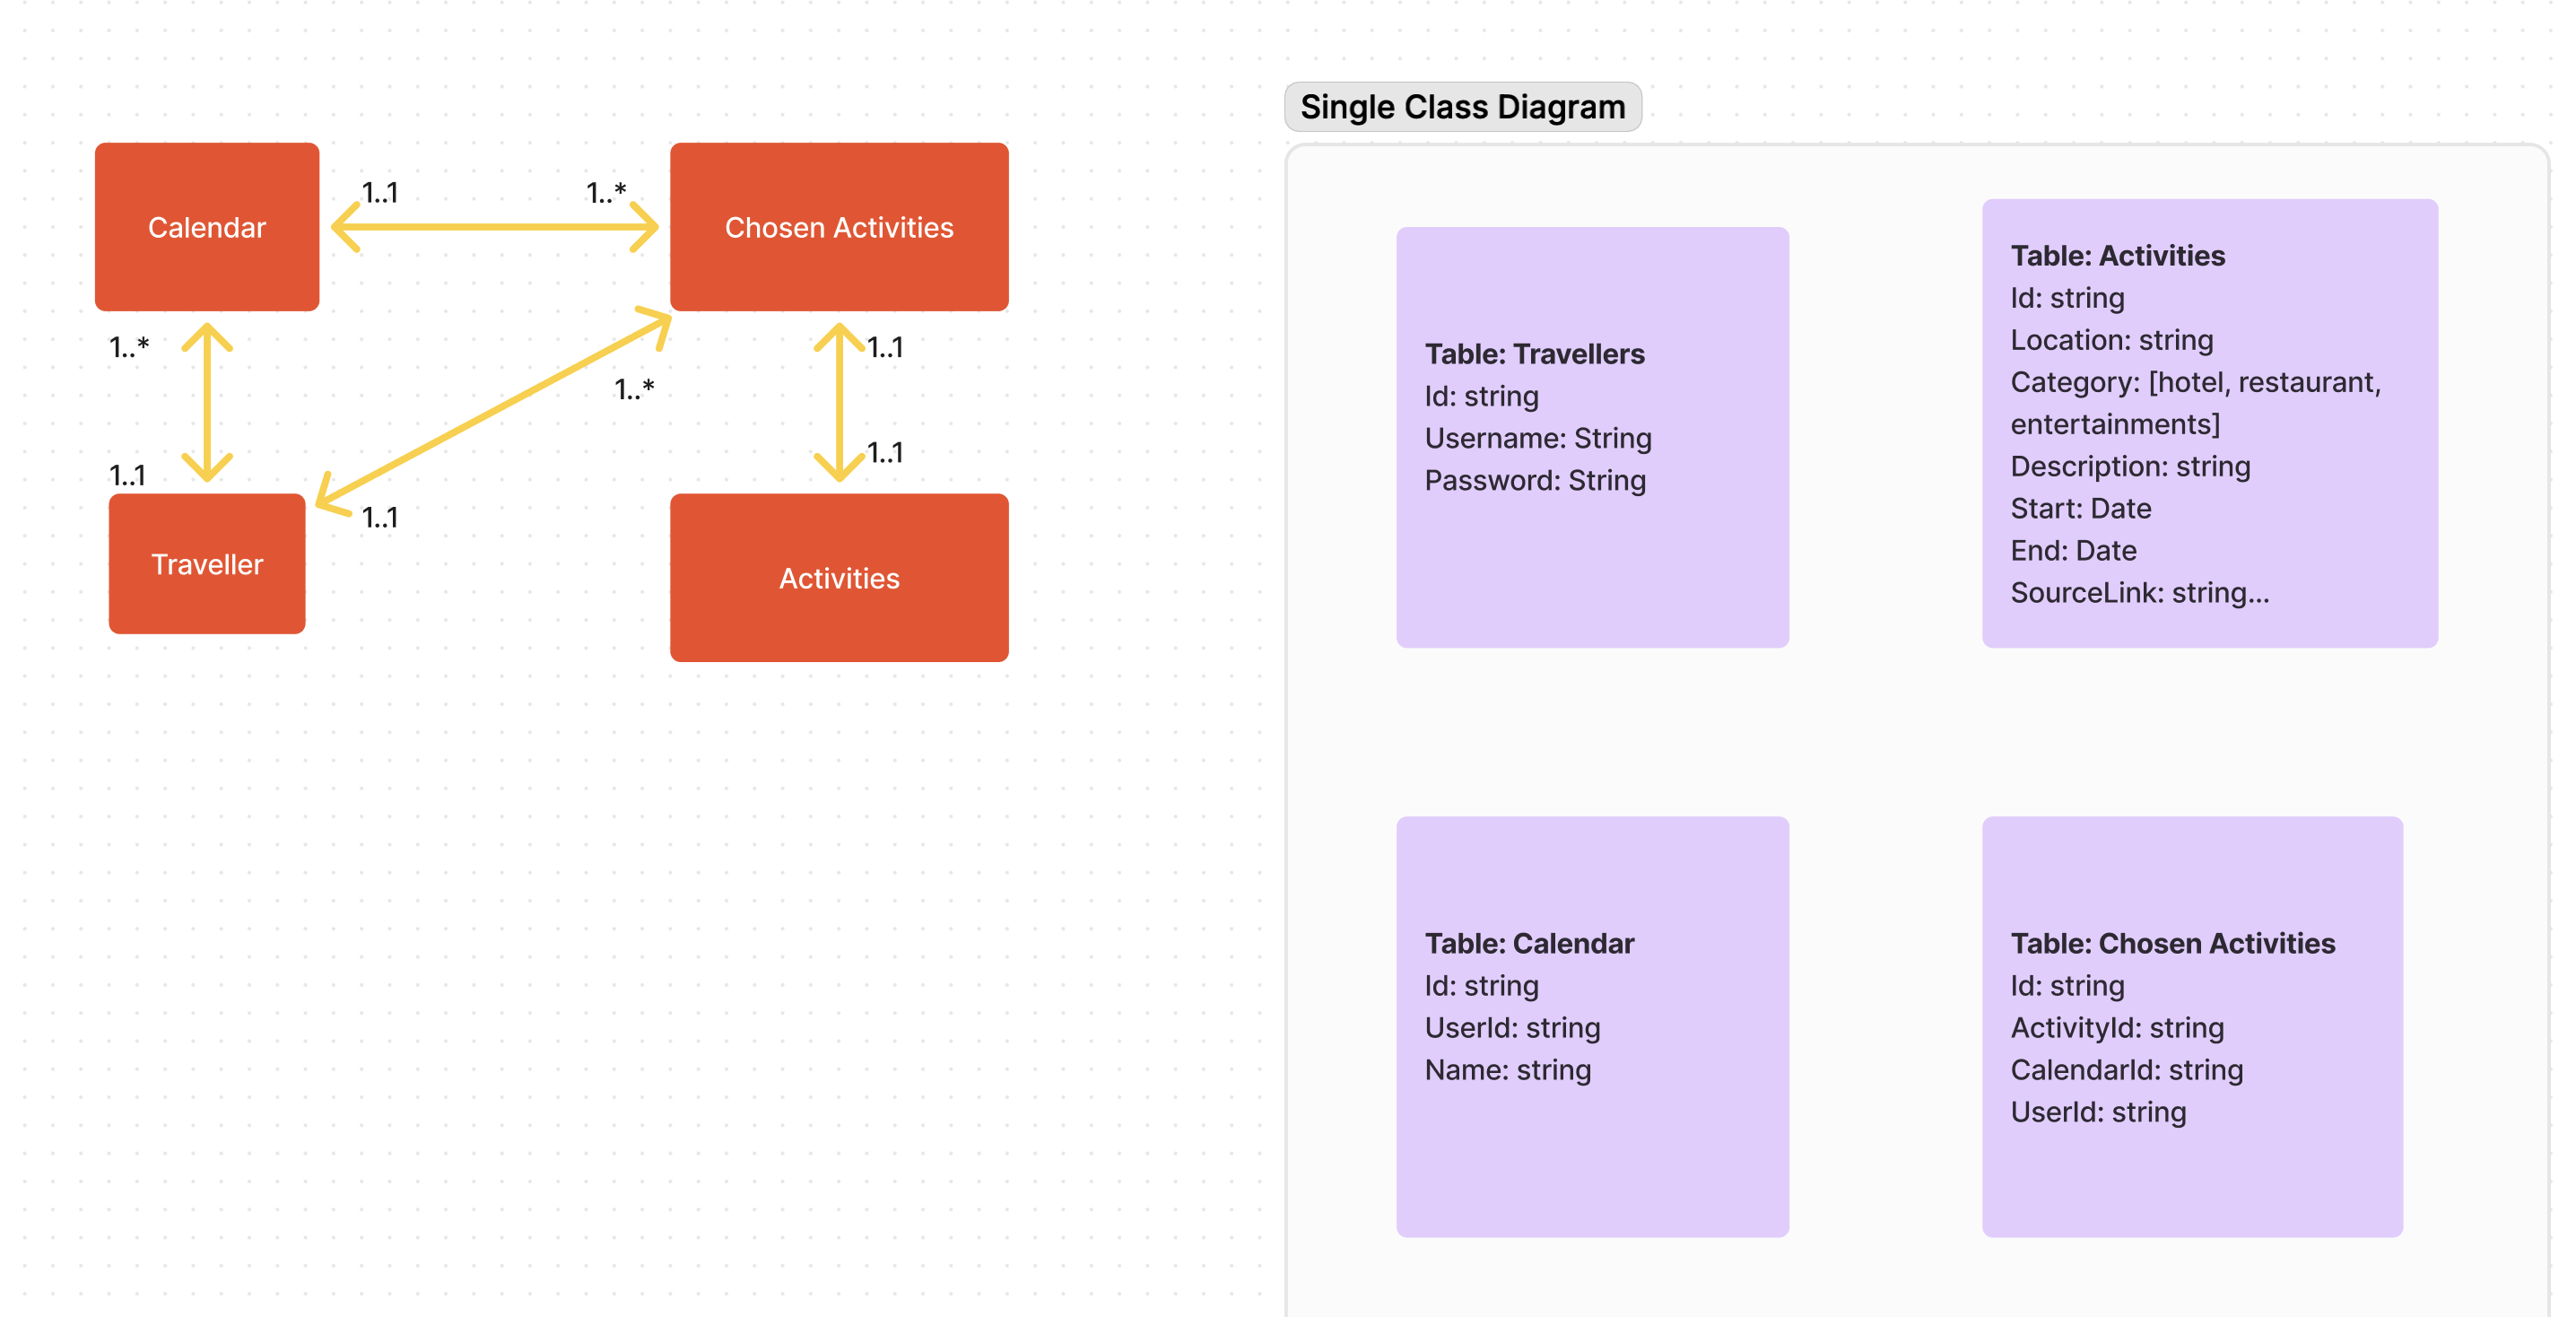 Single Class Diagram
Calendar
1..1
1..*
Chosen Activities
1..*
1..1
1..*
1..1
1..1
1..1
Traveller
Activities
Table: Travellers
Id: string
Username: String
Password: String
Table: Activities
Id: string
Location: string
Category: [hotel, restaurant,
entertainments]
Description: string
Start: Date
End: Date
SourceLink: string...
Table: Calendar
Id: string
UserId: string
Name: string
Table: Chosen Activities
Id: string
ActivityId: string
CalendarId: string
UserId: string